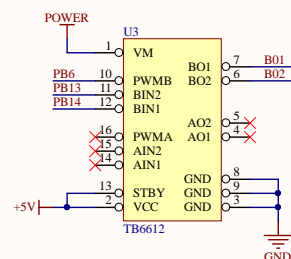 POWER
U3
1 VM BO1 7 B01
BO2 6 B02
PB6 10 PWMB
PB13 11 BIN2
PB14 12 BIN1
AO2 5
16 PWMA AO1 4
15 AIN2
14 AIN1
GND 8
13 STBY GND 9
+5V 2 VCC GND 3
TB6612
GND